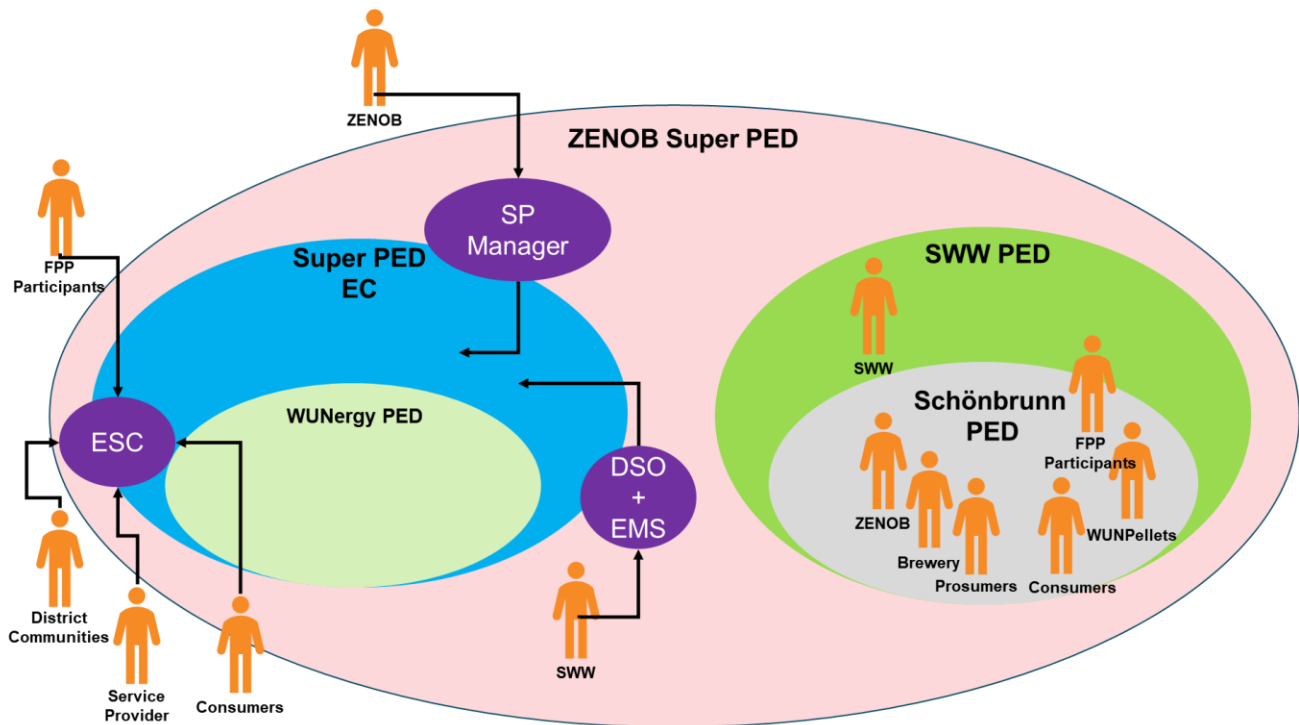 ZENOB
ZENOB Super PED
SP
Manager
FPP
Participants
Super PED
EC
SWW PED
SWW
WUNergy PED
ESC
Schönbrunn
PED
FPP
Participants
DSO
+
EMS
ZENOB
WUNPellets
Brewery
Prosumers
Consumers
District
Communities
SWW
Service
Provider
Consumers